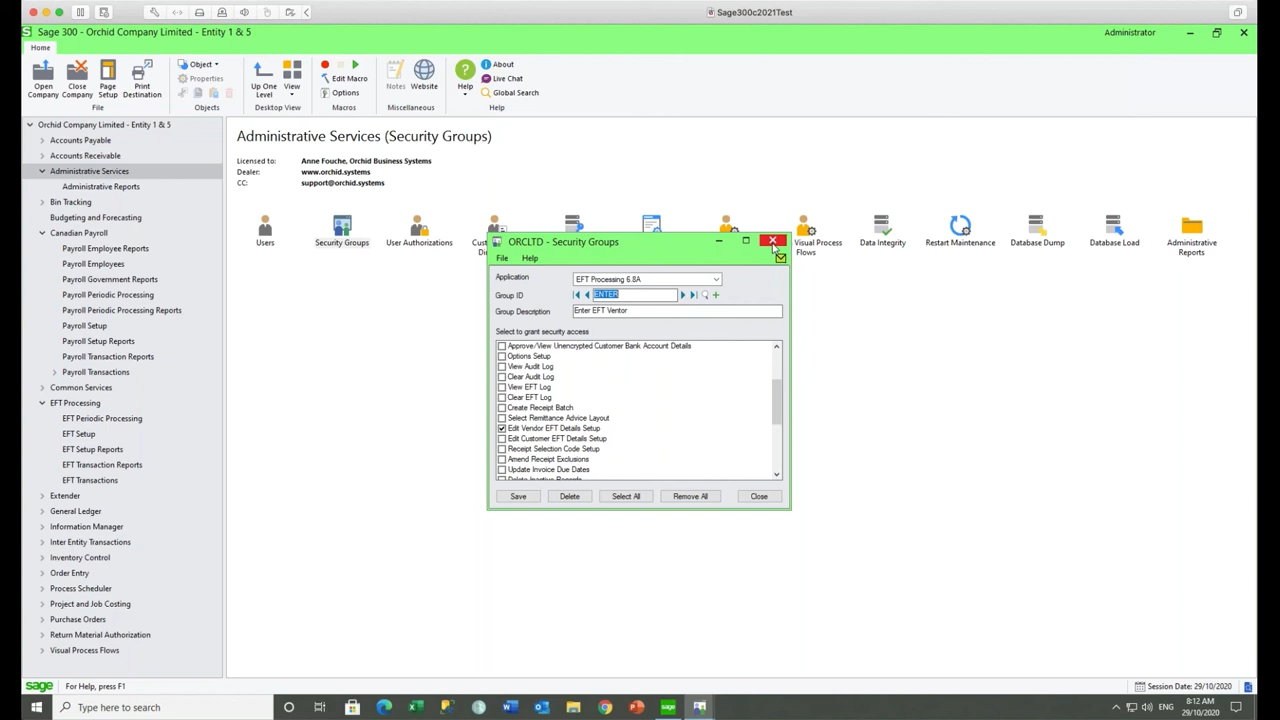 Sage300c2021Test
Sage 300 - Orchid Company Limited - Entity 1 & 5
Administrator
Home
Open Company
Close Company
Page Setup
Print Destination
File
Object
Properties
Objects
Up One Level
View
Desktop View
Edit Macro
Options
Macros
Notes
Website
Miscellaneous
Help
About
Live Chat
Global Search
Help
Orchid Company Limited - Entity 1 & 5
Accounts Payable
Accounts Receivable
Administrative Services
Administrative Reports
Bin Tracking
Budgeting and Forecasting
Canadian Payroll
Payroll Employee Reports
Payroll Employees
Payroll Government Reports
Payroll Periodic Processing
Payroll Periodic Processing Reports
Payroll Setup
Payroll Setup Reports
Payroll Transaction Reports
Payroll Transactions
Common Services
EFT Processing
EFT Periodic Processing
EFT Setup
EFT Setup Reports
EFT Transaction Reports
EFT Transactions
Extender
General Ledger
Information Manager
Inter Entity Transactions
Inventory Control
Order Entry
Process Scheduler
Project and Job Costing
Purchase Orders
Return Material Authorization
Visual Process Flows
Administrative Services (Security Groups)
Licensed to: Anne Fouche, Orchid Business Systems
Dealer: www.orchid.systems
CC: support@orchid.systems
Users
Security Groups
User Authorizations
Visual Process Flows
Data Integrity
Restart Maintenance
Database Dump
Database Load
Administrative Reports
ORCLTD - Security Groups
File Help
Application EFT Processing 6.8A
Group ID ENTER
Group Description Enter EFT Ventor
Select to grant security access
Approve/View Unencrypted Customer Bank Account Details
Options Setup
View Audit Log
Clear Audit Log
View EFT Log
Clear EFT Log
Create Receipt Batch
Select Remittance Advice Layout
Edit Vendor EFT Details Setup
Edit Customer EFT Details Setup
Receipt Selection Code Setup
Amend Receipt Exclusions
Update Invoice Due Dates
Delete Inactive Records
Save Delete Select All Remove All Close
sage
For Help, press F1
Session Date: 29/10/2020
Type here to search
sage
ENG
8:12 AM
29/10/2020